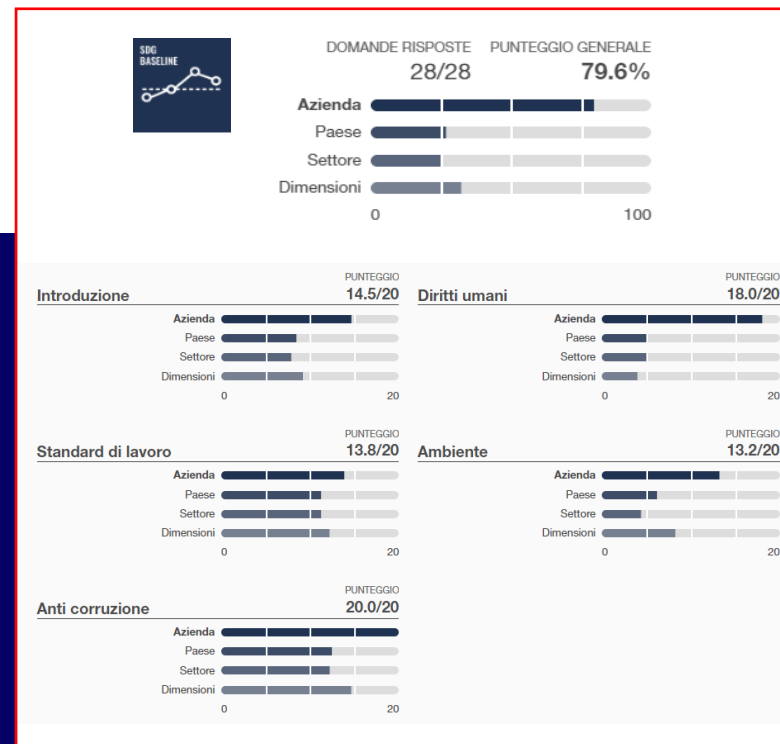 SDG
BASELINE
DOMANDE RISPOSTE PUNTEGGIO GENERALE
28/28 79.6%
Azienda
Paese
Settore
Dimensioni
0 100
PUNTEGGIO
Introduzione 14.5/20
Azienda
Paese
Settore
Dimensioni
0 20
PUNTEGGIO
Diritti umani 18.0/20
Azienda
Paese
Settore
Dimensioni
0 20
PUNTEGGIO
Standard di lavoro 13.8/20
Azienda
Paese
Settore
Dimensioni
0 20
PUNTEGGIO
Ambiente 13.2/20
Azienda
Paese
Settore
Dimensioni
0 20
PUNTEGGIO
Anti corruzione 20.0/20
Azienda
Paese
Settore
Dimensioni
0 20